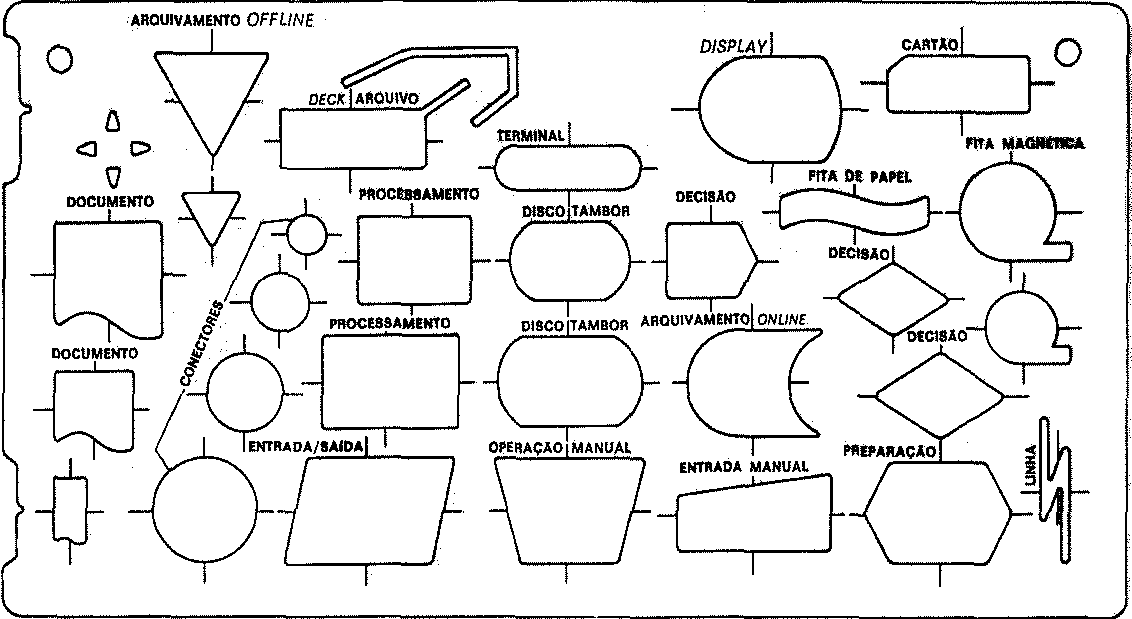 ARQUIVAMENTO OFFLINE
DISPLAY
CARTÃO
DECK ARQUIVO
TERMINAL
FITA MAGNÉTICA
FITA DE PAPEL
DOCUMENTO
PROCESSAMENTO
DISCO TAMBOR
DECISÃO
DECISÃO
CONECTORES
DOCUMENTO
PROCESSAMENTO
DISCO TAMBOR
ARQUIVAMENTO ONLINE
DECISÃO
ENTRADA/SAÍDA
OPERAÇÃO MANUAL
ENTRADA MANUAL
PREPARAÇÃO
LINHA